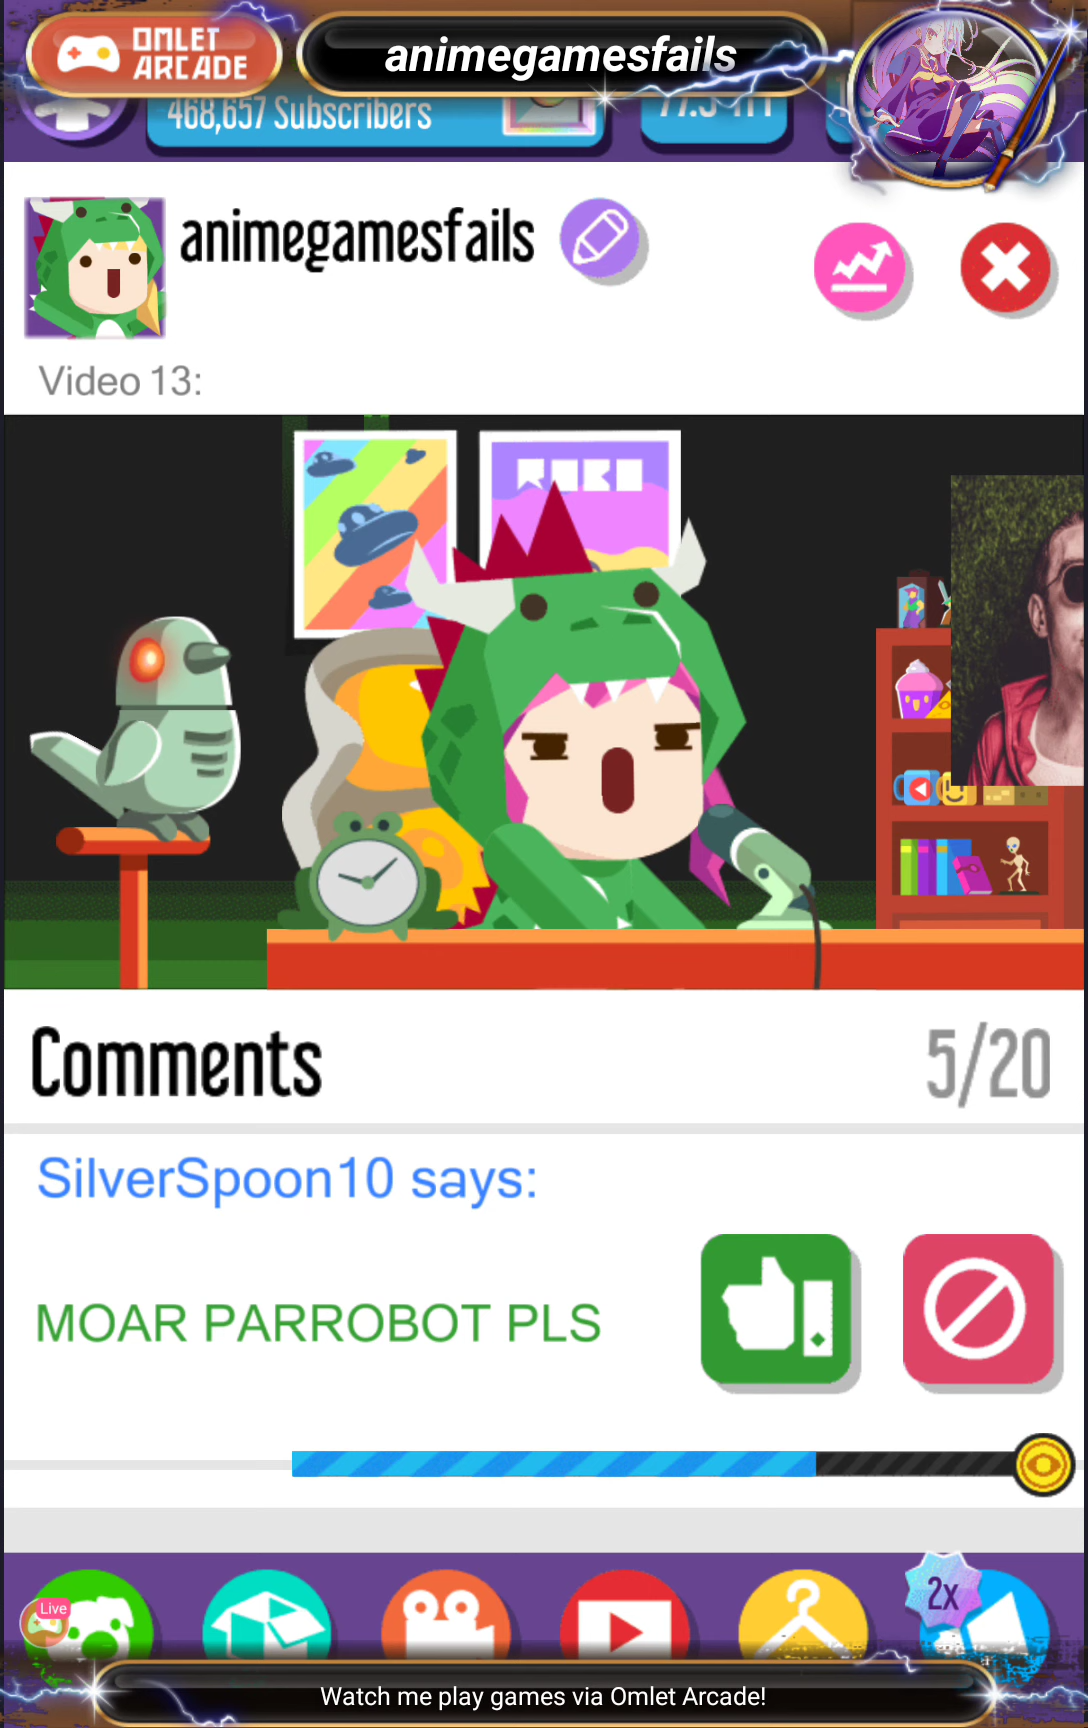 OMLET
ARCADE
animegamesfails
468,657 Subscribers
animegamesfails
Video 13:
Comments
5/20
SilverSpoon10 says:
MOAR PARROBOT PLS
2x
Live
Watch me play games via Omlet Arcade!